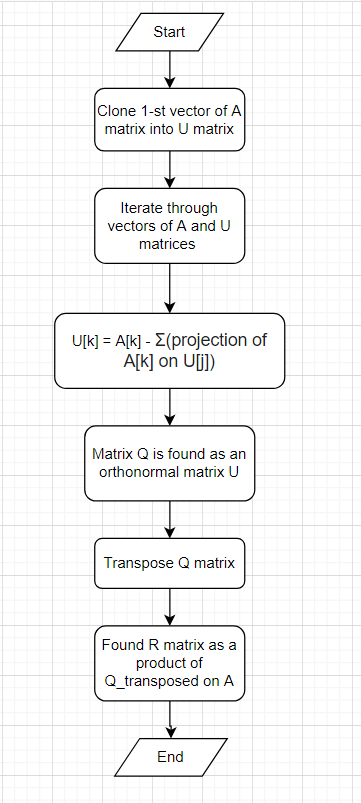 Start
Clone 1-st vector of A
matrix into U matrix
Iterate through
vectors of A and U
matrices
U[k] = A[k] - Σ(projection of
A[k] on U[j])
Matrix Q is found as an
orthonormal matrix U
Transpose Q matrix
Found R matrix as a
product of
Q_transposed on A
End